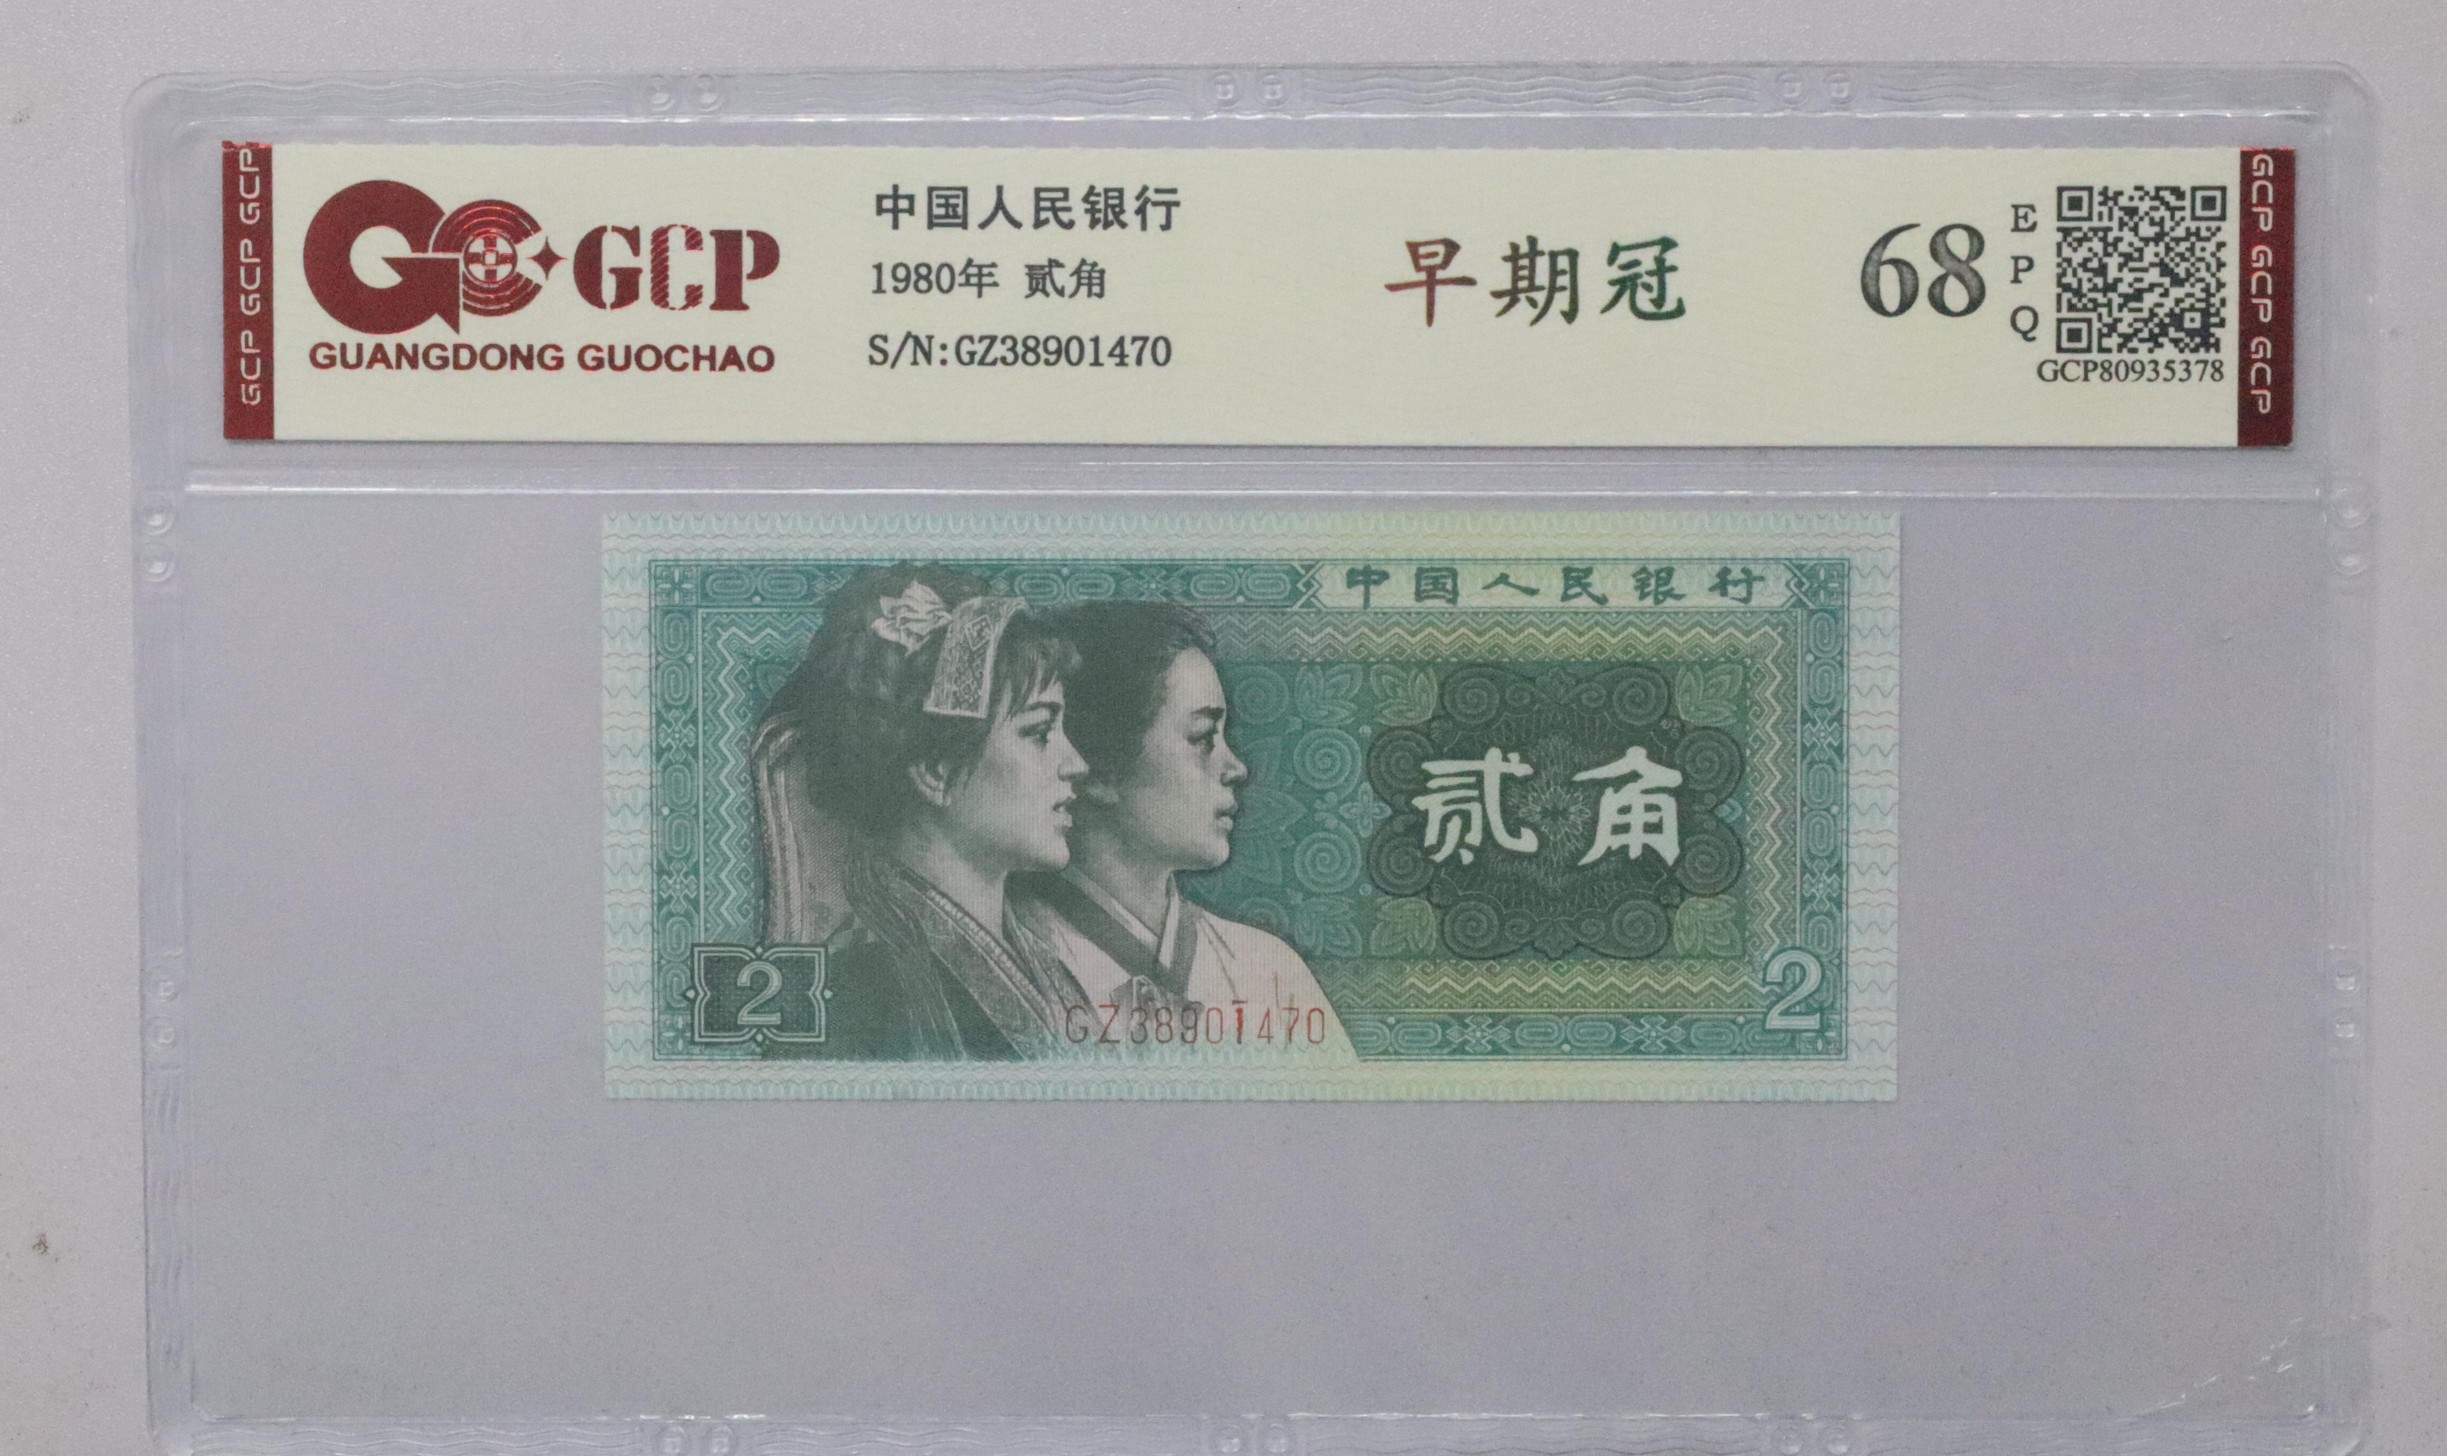 GCP GCP GCP
GCP
GUANGDONG GUOCHAO
中国人民银行
1980年 贰角
S/N:GZ38901470
早期冠
68
EPQ
GCP80935378
GCP GCP GCP
中国人民银行
贰角
2
GZ38901470
2